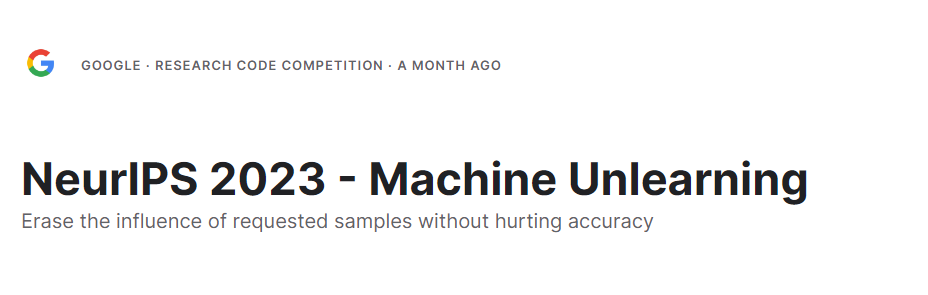 GOOGLE · RESEARCH CODE COMPETITION · A MONTH AGO
NeurIPS 2023 - Machine Unlearning
Erase the influence of requested samples without hurting accuracy